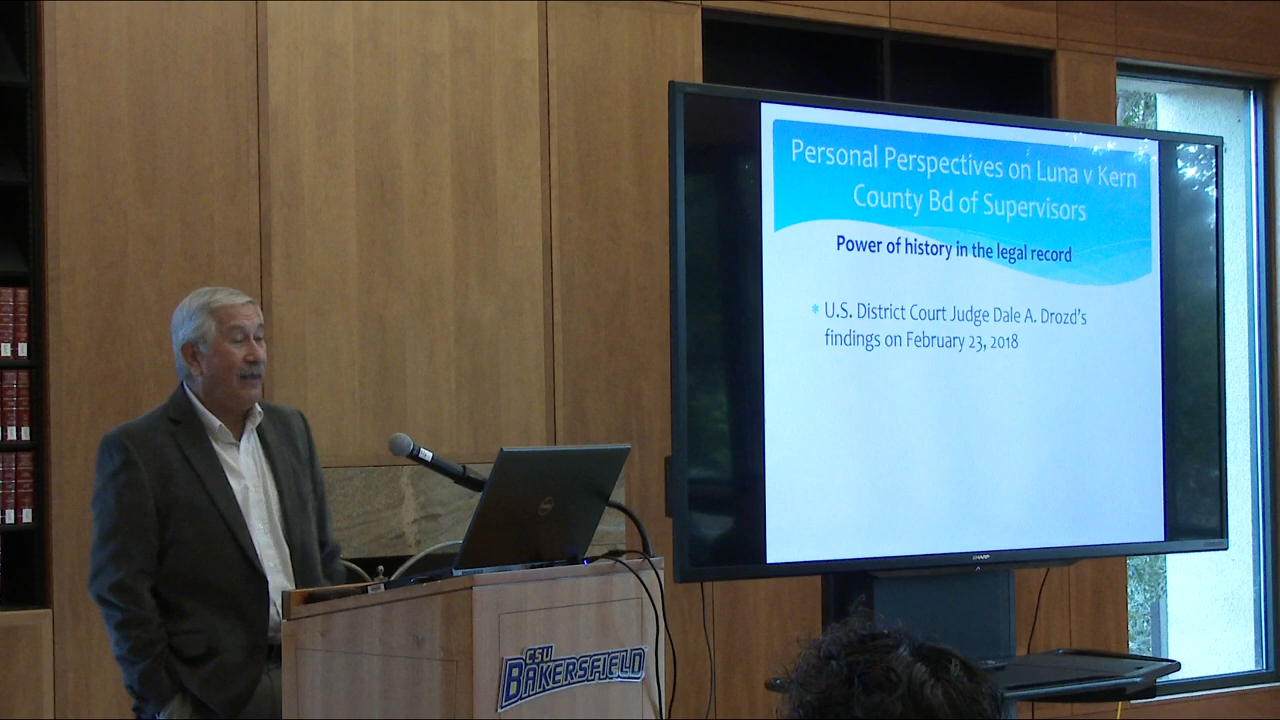 Personal Perspectives on Luna v Kern
County Bd of Supervisors
Power of history in the legal record
* U.S. District Court Judge Dale A. Drozd's
findings on February 23, 2018
SHARP
DELL
CSU
BAKERSFIELD